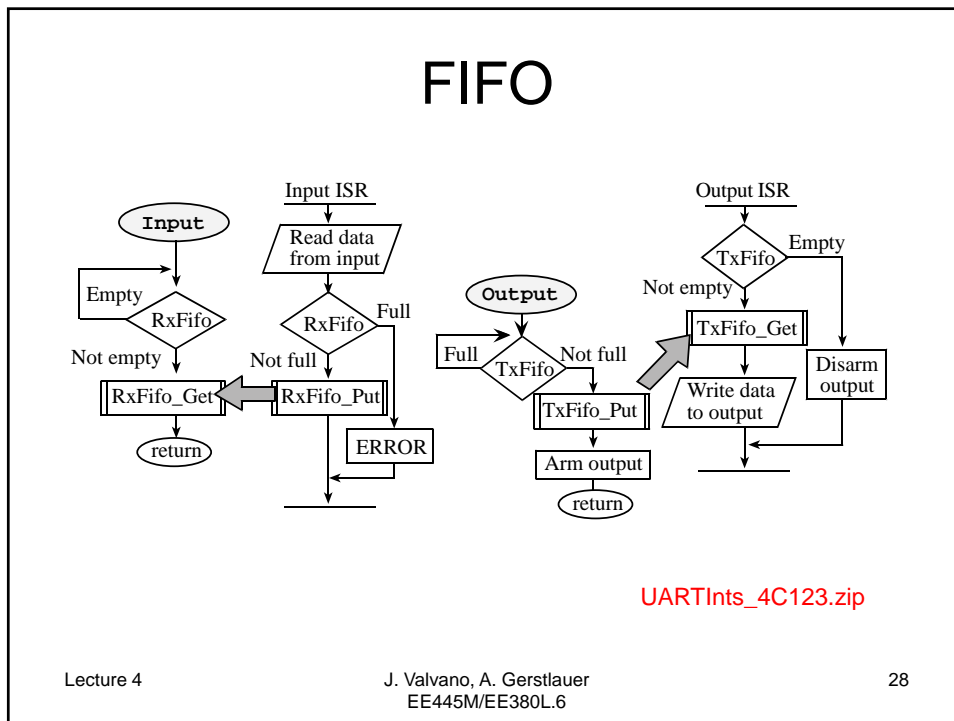 FIFO
Input
Empty
RxFifo
Not empty
RxFifo_Get
return
Input ISR
Read data
from input
RxFifo
Full
Not full
RxFifo_Put
ERROR
Output
Full
TxFifo
Not full
TxFifo_Put
Arm output
return
Output ISR
TxFifo
Empty
Not empty
TxFifo_Get
Disarm
output
Write data
to output
UARTInts_4C123.zip
Lecture 4
J. Valvano, A. Gerstlauer
EE445M/EE380L.6
28